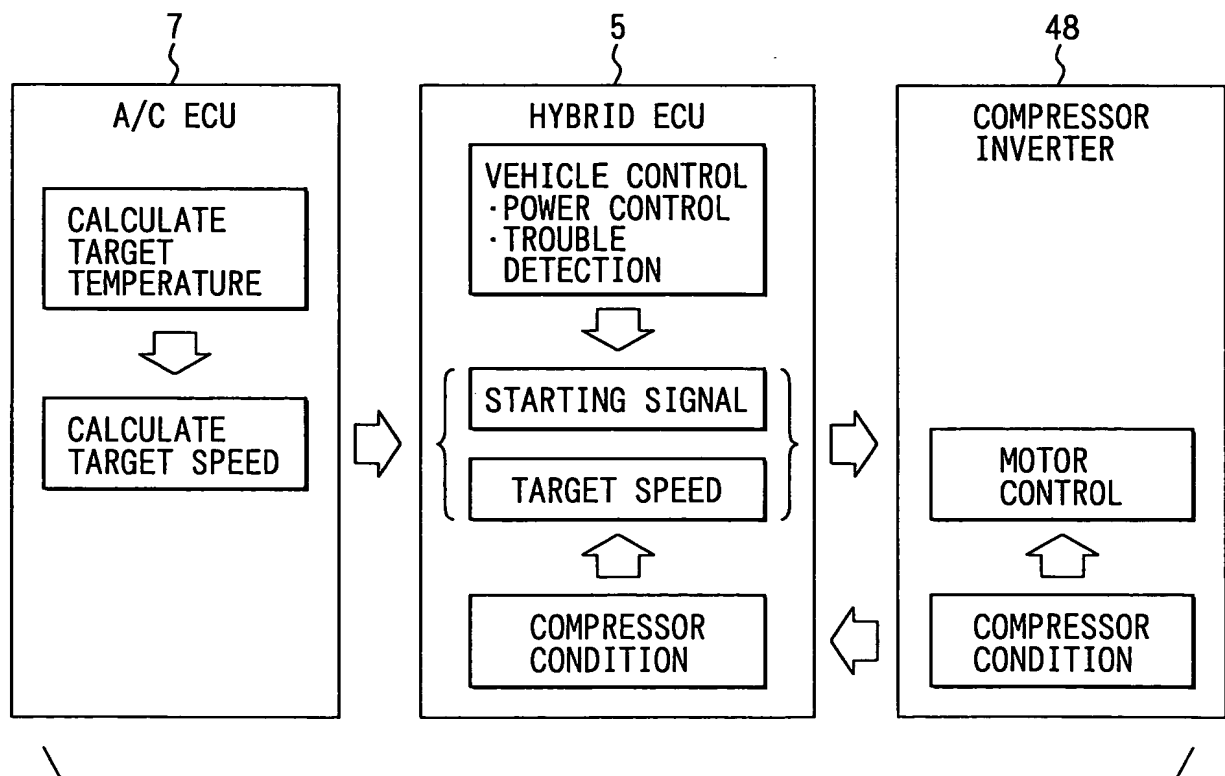 7
5
48
A/C ECU
CALCULATE
TARGET
TEMPERATURE
CALCULATE
TARGET SPEED
HYBRID ECU
VEHICLE CONTROL
·POWER CONTROL
·TROUBLE
DETECTION
STARTING SIGNAL
TARGET SPEED
COMPRESSOR
CONDITION
COMPRESSOR
INVERTER
MOTOR
CONTROL
COMPRESSOR
CONDITION